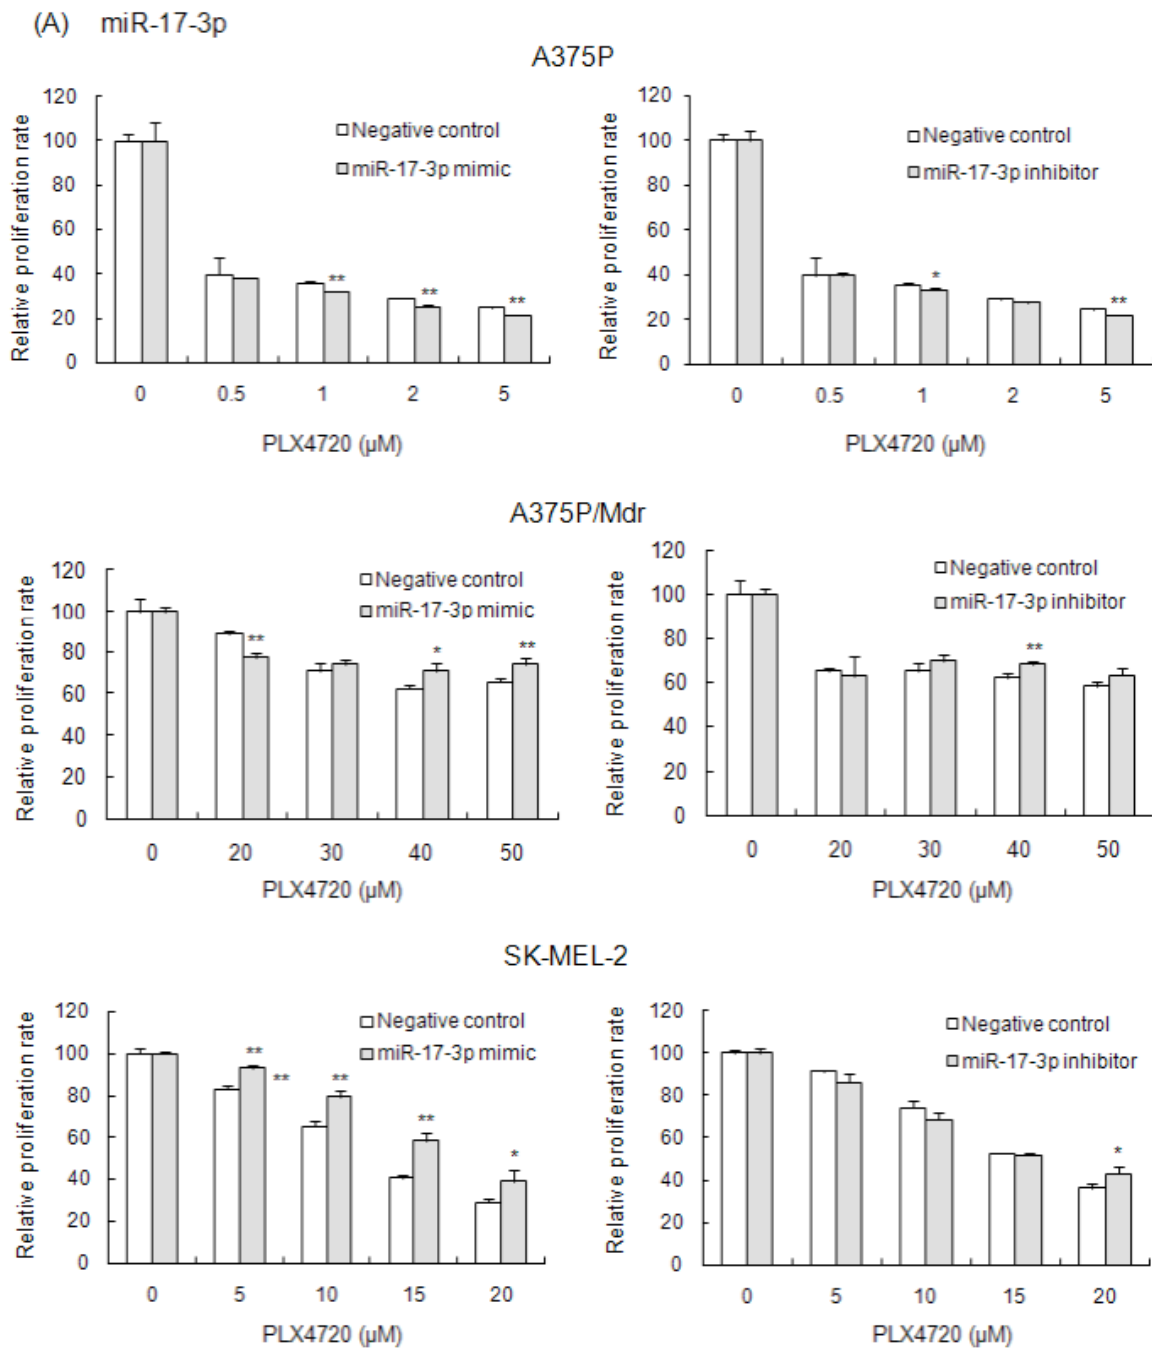 (A) miR-17-3p
A375P
Relative proliferation rate
120
100
80
60
40
20
0
Negative control
miR-17-3p mimic
**
**
**
0 0.5 1 2 5
PLX4720 (µM)
Relative proliferation rate
120
100
80
60
40
20
0
Negative control
miR-17-3p inhibitor
*
**
0 0.5 1 2 5
PLX4720 (µM)
A375P/Mdr
Relative proliferation rate
120
100
80
60
40
20
0
Negative control
miR-17-3p mimic
**
*
**
0 20 30 40 50
PLX4720 (µM)
Relative proliferation rate
120
100
80
60
40
20
0
Negative control
miR-17-3p inhibitor
**
0 20 30 40 50
PLX4720 (µM)
SK-MEL-2
Relative proliferation rate
120
100
80
60
40
20
0
Negative control
miR-17-3p mimic
**
**
**
**
*
0 5 10 15 20
PLX4720 (µM)
Relative proliferation rate
120
100
80
60
40
20
0
Negative control
miR-17-3p inhibitor
*
0 5 10 15 20
PLX4720 (µM)